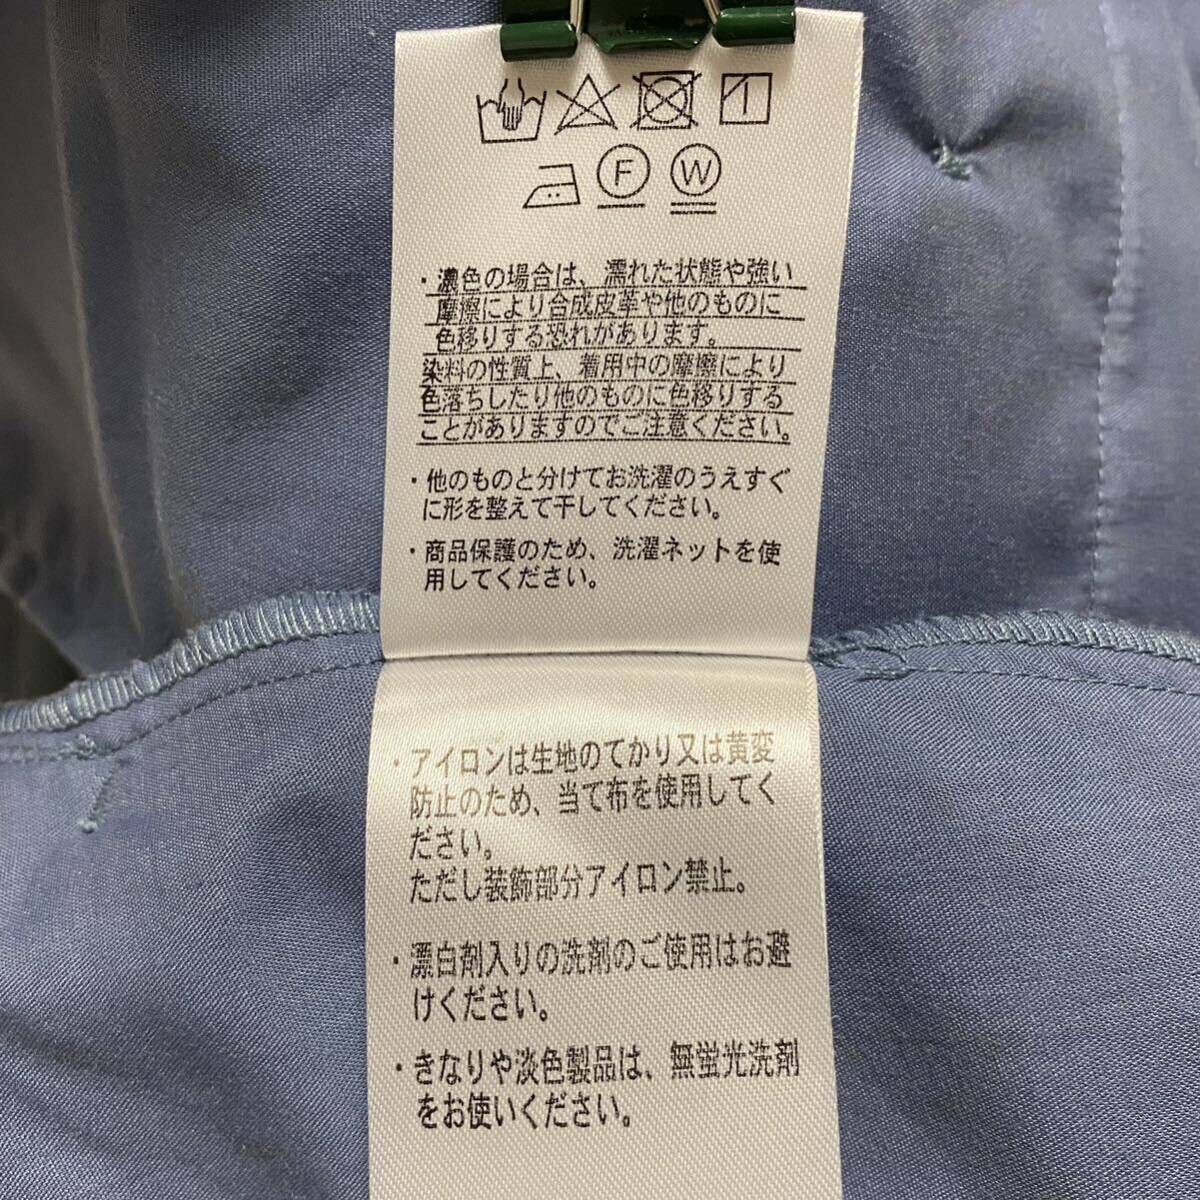 F W
・濃色の場合は、濡れた状態や強い
摩擦により合成皮革や他のものに
色移りする恐れがあります。
染料の性質上、着用中の摩擦により
色落ちしたり他のものに色移りする
ことがありますのでご注意ください。
・他のものと分けてお洗濯のうえすぐ
に形を整えて干してください。
・商品保護のため、洗濯ネットを使
用してください。
・アイロンは生地のてかり又は黄変
防止のため、当て布を使用してく
ださい。
ただし装飾部分アイロン禁止。
・漂白剤入りの洗剤のご使用はお避
けください。
・きなりや淡色製品は、無蛍光洗剤
をお使いください。